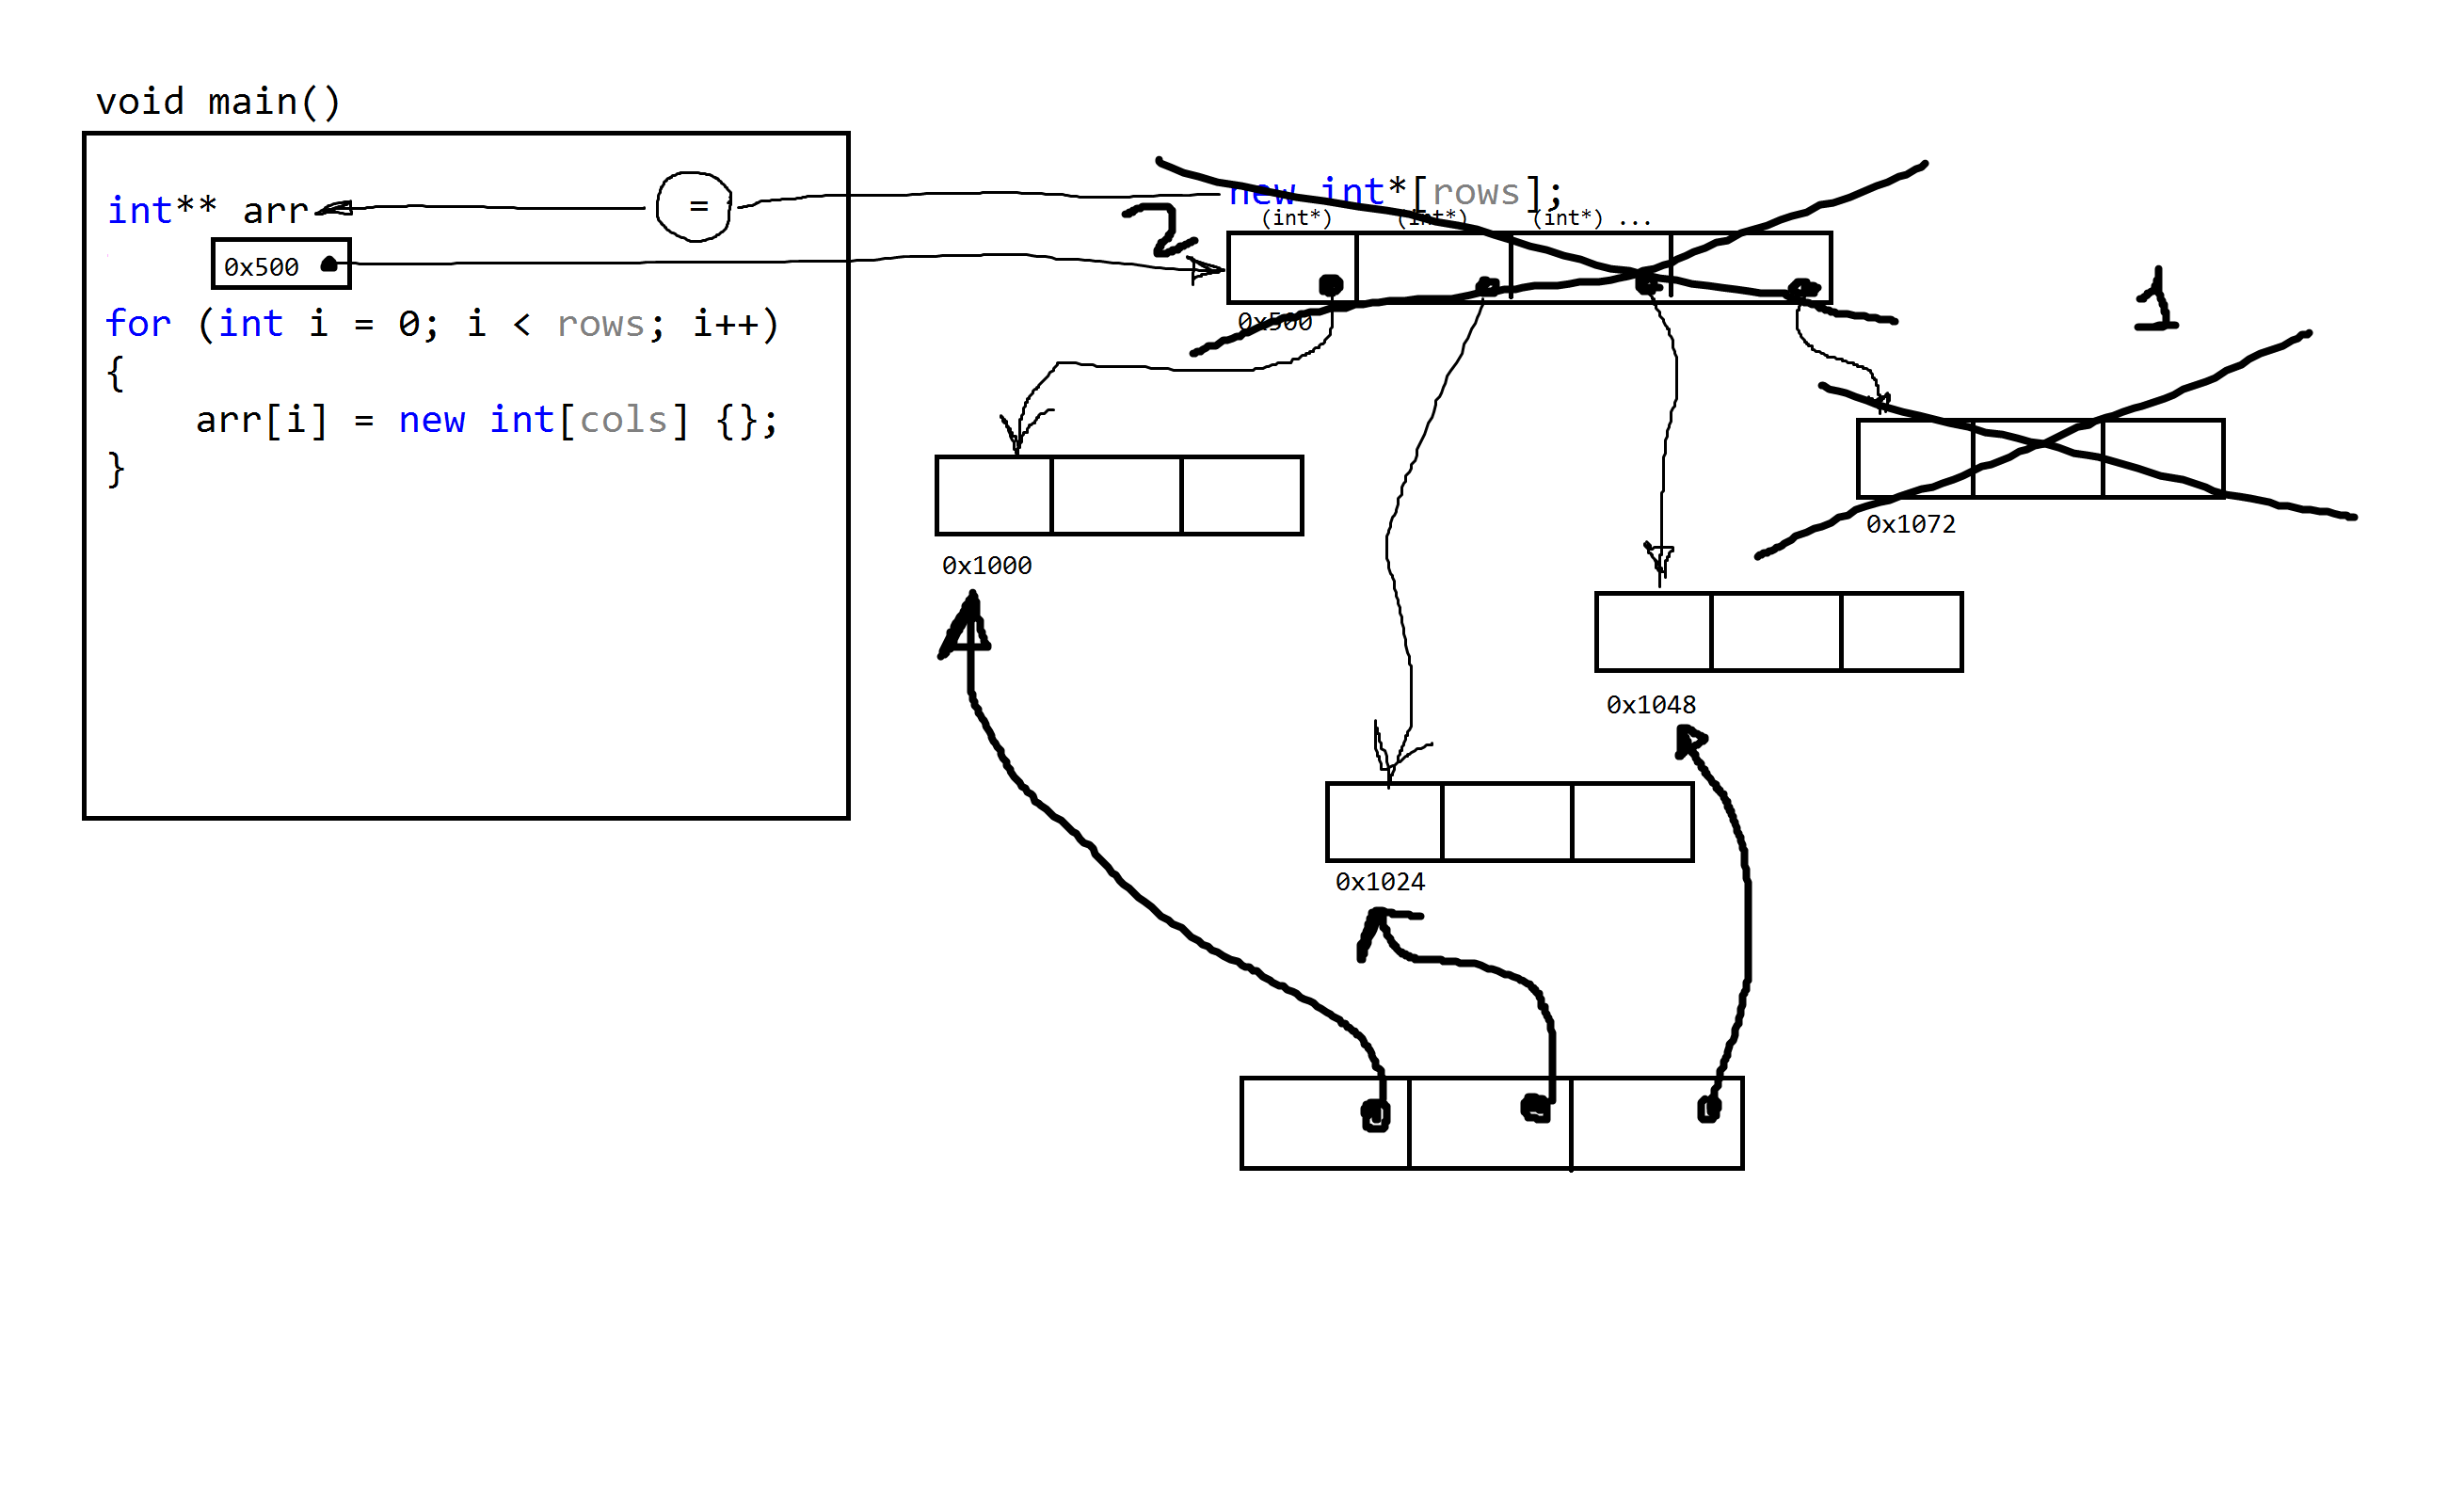 void main()
int** arr
=
new int*[rows];
(int*) (int*) (int*) ...
2
0x500
0x500
1
for (int i = 0; i < rows; i++)
{
arr[i] = new int[cols] {};
}
0x1072
0x1000
0x1048
0x1024